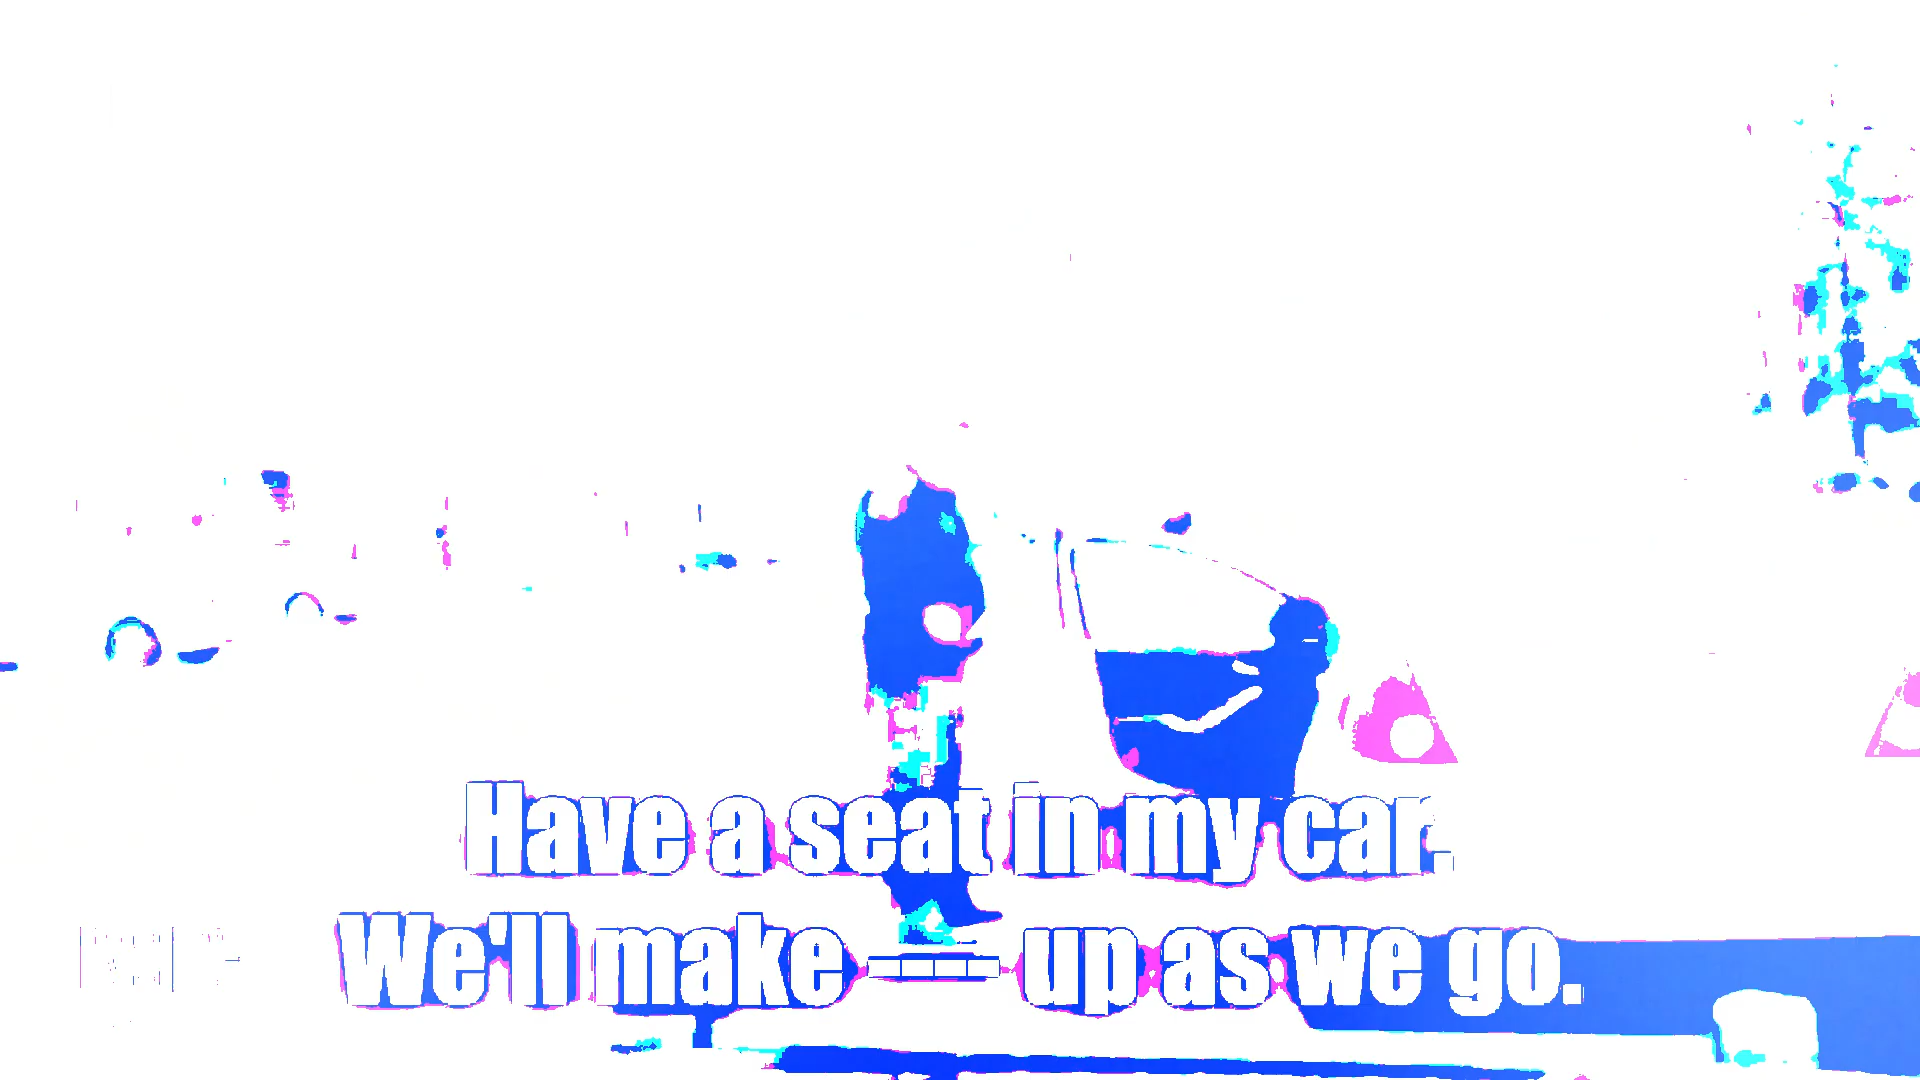 Have a seat in my car.
We'll make ---- up as we go.